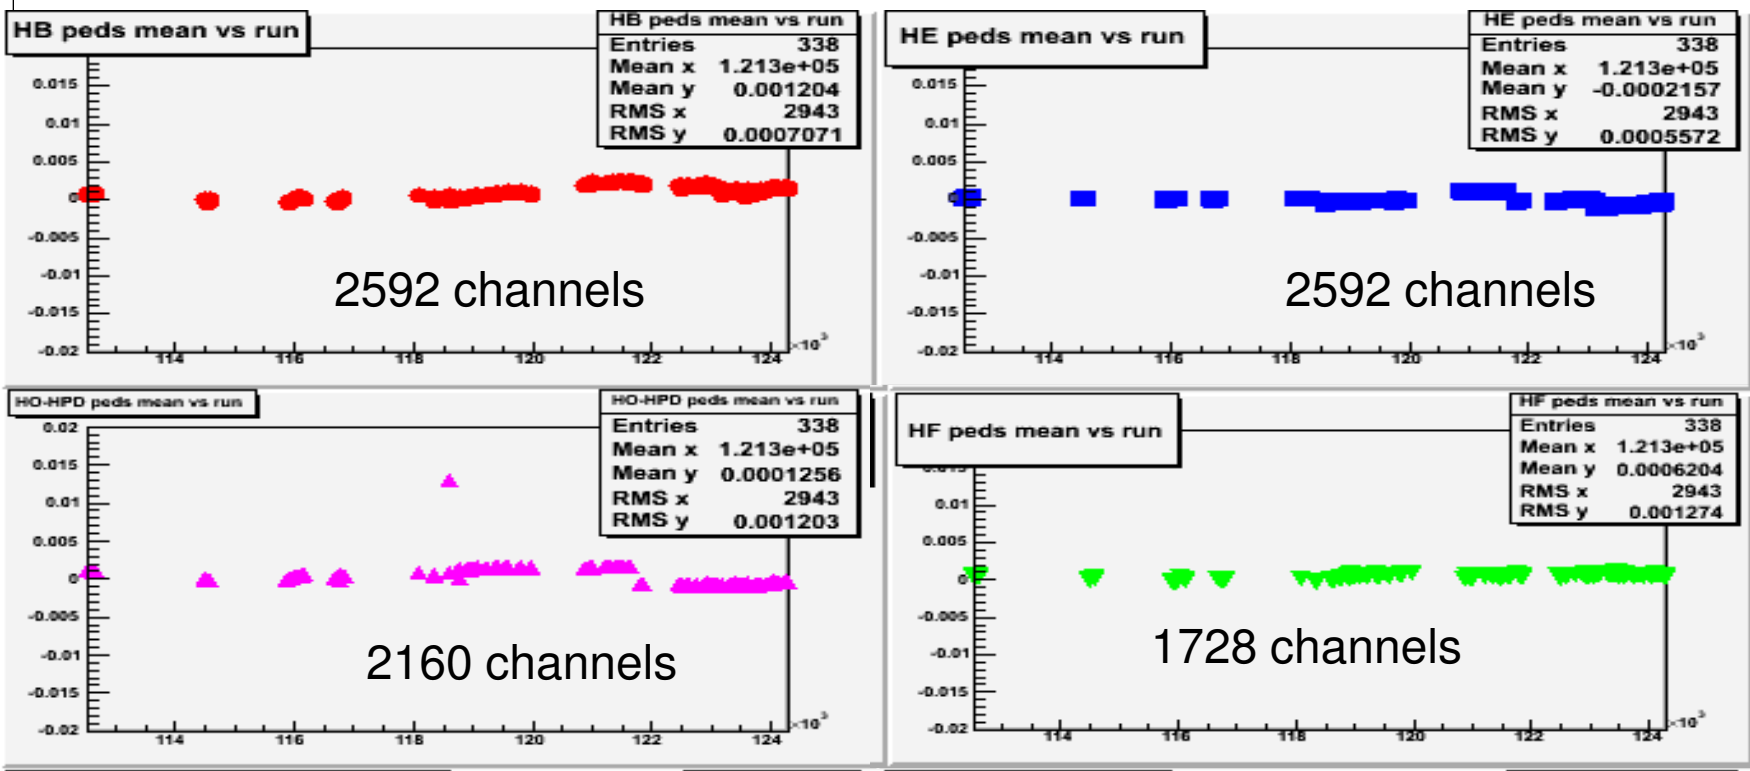 HB peds mean vs run
HB peds mean vs run
Entries 338
Mean x 1.213e+05
Mean y 0.001204
RMS x 2943
RMS y 0.0007071
0.015
0.01
0.005
0
-0.005
-0.01
-0.015
-0.02
2592 channels
114 116 118 120 122 124
×10³
HE peds mean vs run
HE peds mean vs run
Entries 338
Mean x 1.213e+05
Mean y -0.0002157
RMS x 2943
RMS y 0.0005572
0.015
0.01
0.005
0
-0.005
-0.01
-0.015
-0.02
2592 channels
114 116 118 120 122 124
×10³
HO-HPD peds mean vs run
HO-HPD peds mean vs run
Entries 338
Mean x 1.213e+05
Mean y 0.0001256
RMS x 2943
RMS y 0.001203
0.02
0.015
0.01
0.005
0
-0.005
-0.01
-0.015
-0.02
2160 channels
114 116 118 120 122 124
×10³
HF peds mean vs run
HF peds mean vs run
Entries 338
Mean x 1.213e+05
Mean y 0.0006204
RMS x 2943
RMS y 0.001274
0.01
0.005
0
-0.005
-0.01
-0.015
-0.02
1728 channels
114 116 118 120 122 124
×10³